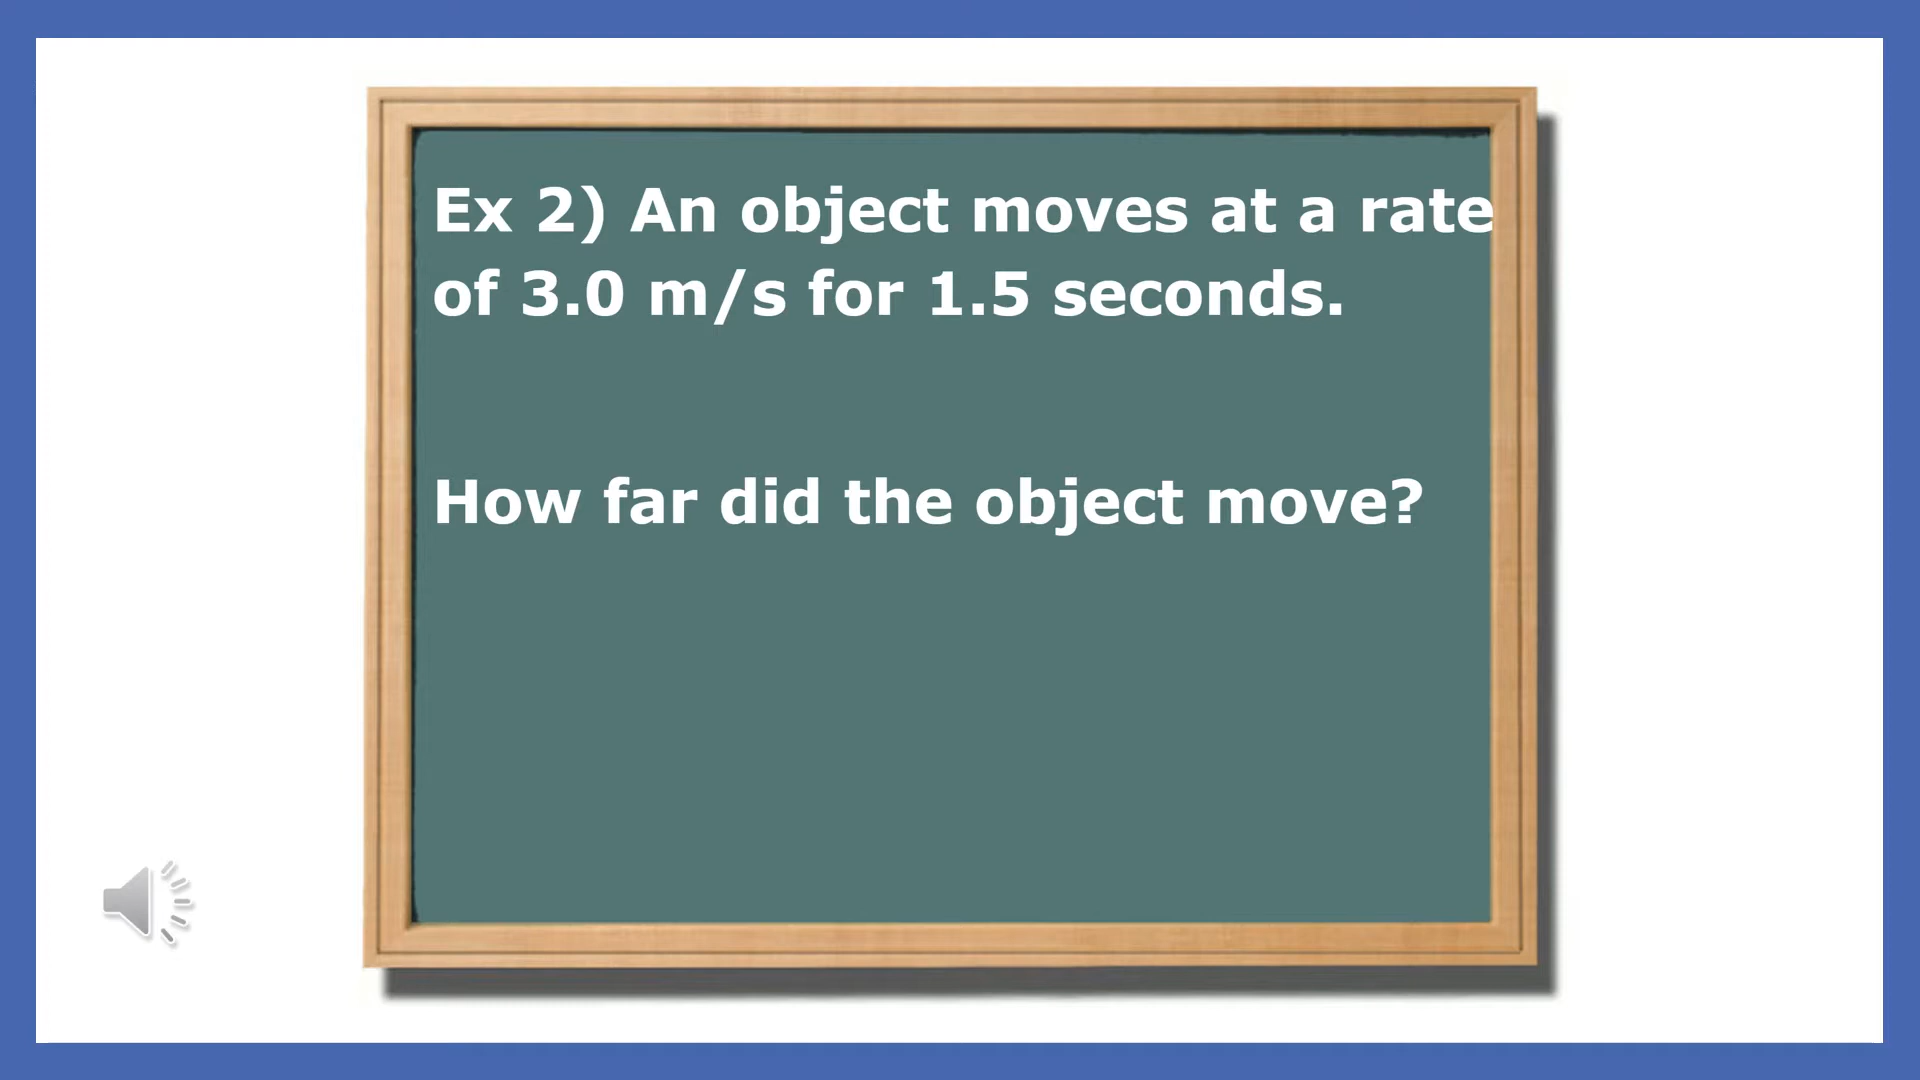 Ex 2) An object moves at a rate
of 3.0 m/s for 1.5 seconds.
How far did the object move?